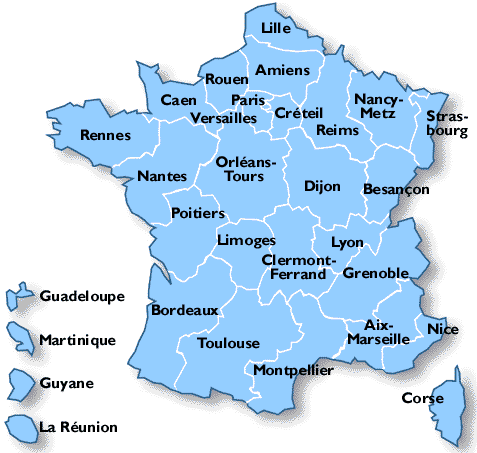 Lille
Amiens
Rouen
Caen
Paris
Versailles
Créteil
Reims
Nancy-
Metz
Stras-
bourg
Rennes
Nantes
Orléans-
Tours
Dijon
Besançon
Poitiers
Limoges
Clermont-
Ferrand
Lyon
Grenoble
Bordeaux
Toulouse
Montpellier
Aix-
Marseille
Nice
Corse
Guadeloupe
Martinique
Guyane
La Réunion